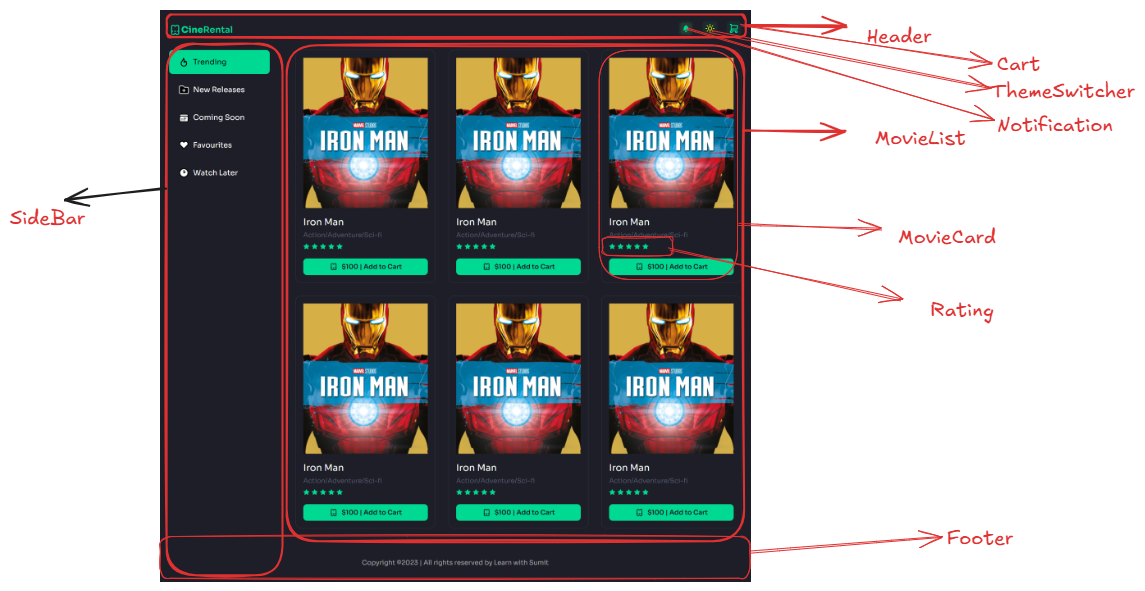 CineRental
Header
Cart
ThemeSwitcher
Notification
Trending
New Releases
Coming Soon
Favourites
Watch Later
SideBar
MARVEL STUDIOS
IRON MAN
MARVEL STUDIOS
IRON MAN
MARVEL STUDIOS
IRON MAN
MovieList
Iron Man
Action/Adventure/Sci-fi
$100 | Add to Cart
Iron Man
Action/Adventure/Sci-fi
$100 | Add to Cart
Iron Man
Action/Adventure/Sci-fi
$100 | Add to Cart
MovieCard
Rating
MARVEL STUDIOS
IRON MAN
MARVEL STUDIOS
IRON MAN
MARVEL STUDIOS
IRON MAN
Iron Man
Action/Adventure/Sci-fi
$100 | Add to Cart
Iron Man
Action/Adventure/Sci-fi
$100 | Add to Cart
Iron Man
Action/Adventure/Sci-fi
$100 | Add to Cart
Copyright ©2023 | All rights reserved by Learn with Sumit
Footer